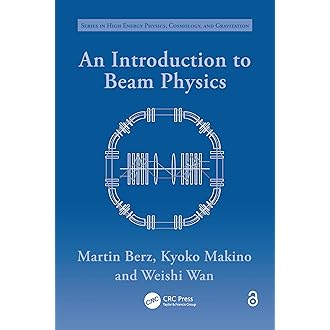 SERIES IN HIGH ENERGY PHYSICS, COSMOLOGY, AND GRAVITATION
An Introduction to
Beam Physics
Martin Berz, Kyoko Makino
and Weishi Wan
CRC
CRC Press
Taylor & Francis Group